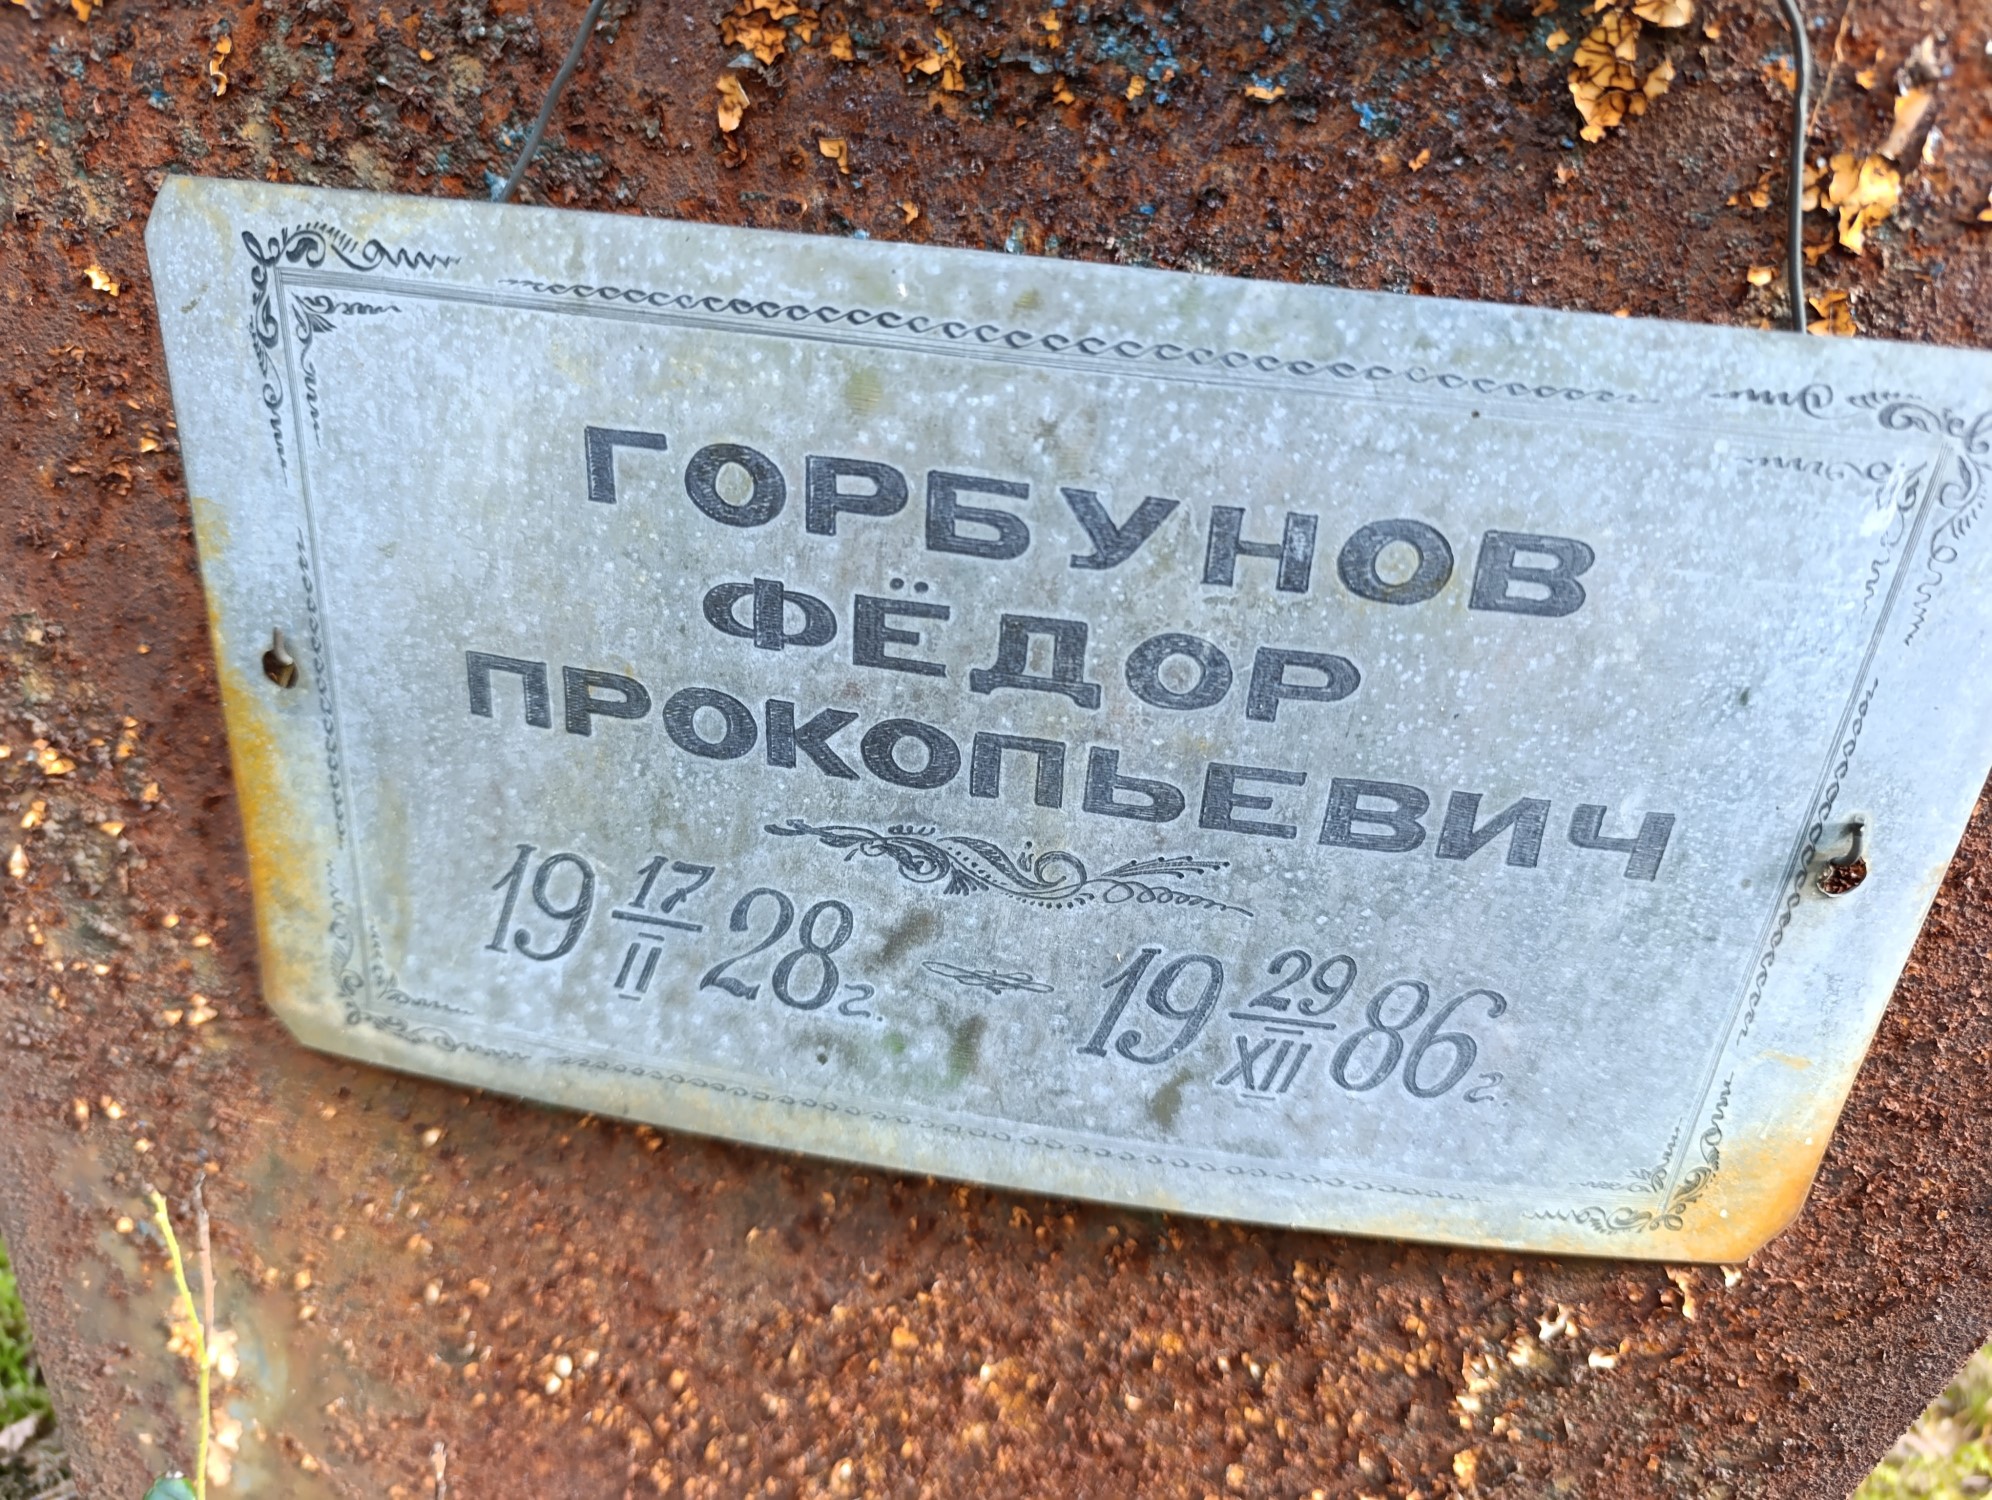 ГОРБУНОВ
ФЁДОР
ПРОКОПЬЕВИЧ
19 17/II 28г. — 19 29/XII 86г.